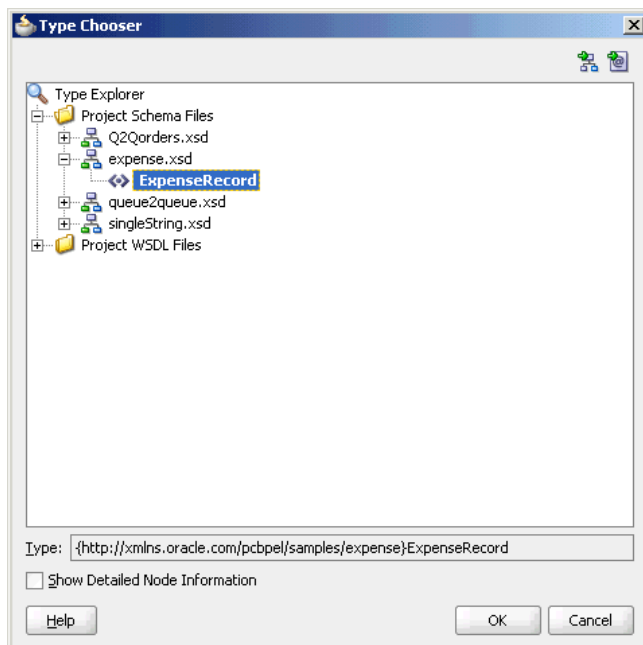 Type Chooser
Type Explorer
Project Schema Files
Q2Qorders.xsd
expense.xsd
ExpenseRecord
queue2queue.xsd
singleString.xsd
Project WSDL Files
Type: {http://xmlns.oracle.com/pcbpel/samples/expense}ExpenseRecord
Show Detailed Node Information
Help OK Cancel